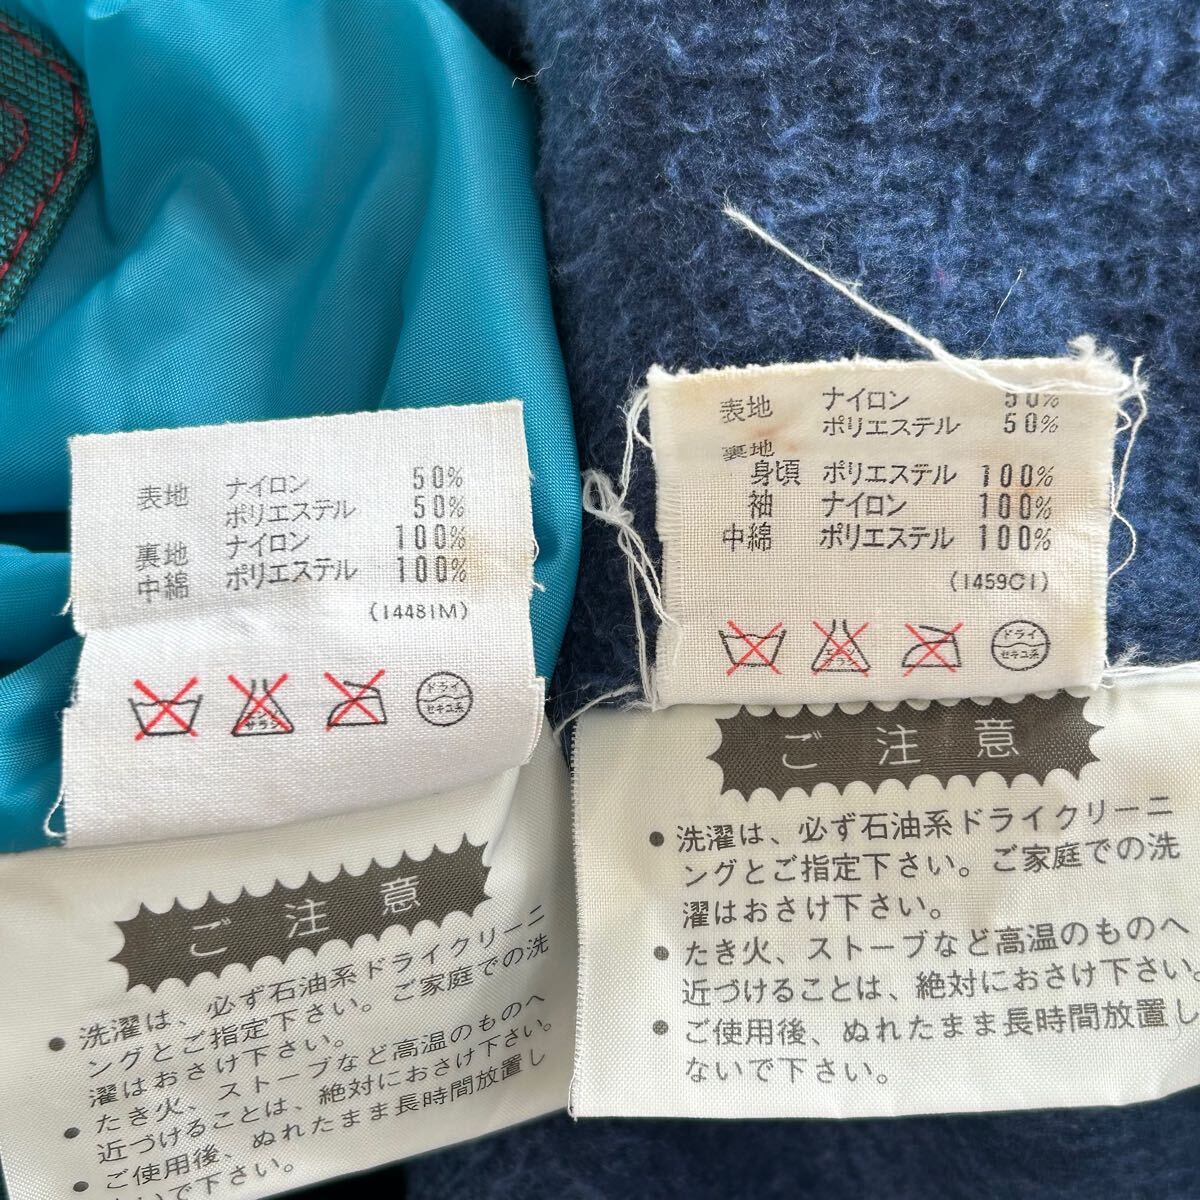 表地 ナイロン 50%
ポリエステル 50%
裏地 ナイロン 100%
中綿 ポリエステル 100%
(14481M)
エンソ
サラシ
ドライ
セキユ系
ご注意
●洗濯は、必ず石油系ドライクリーニ
ングとご指定下さい。ご家庭での洗
濯はおさけ下さい。
●たき火、ストーブなど高温のものへ
近づけることは、絶対におさけ下さい。
●ご使用後、ぬれたまま長時間放置し
ないで下さい。
表地 ナイロン 50%
ポリエステル 50%
裏地
身頃 ポリエステル 100%
袖 ナイロン 100%
中綿 ポリエステル 100%
(1459C1)
エンソ
サラシ
ドライ
セキユ系
ご注意
●洗濯は、必ず石油系ドライクリーニ
ングとご指定下さい。ご家庭での洗
濯はおさけ下さい。
●たき火、ストーブなど高温のものへ
近づけることは、絶対におさけ下さい。
●ご使用後、ぬれたまま長時間放置し
ないで下さい。